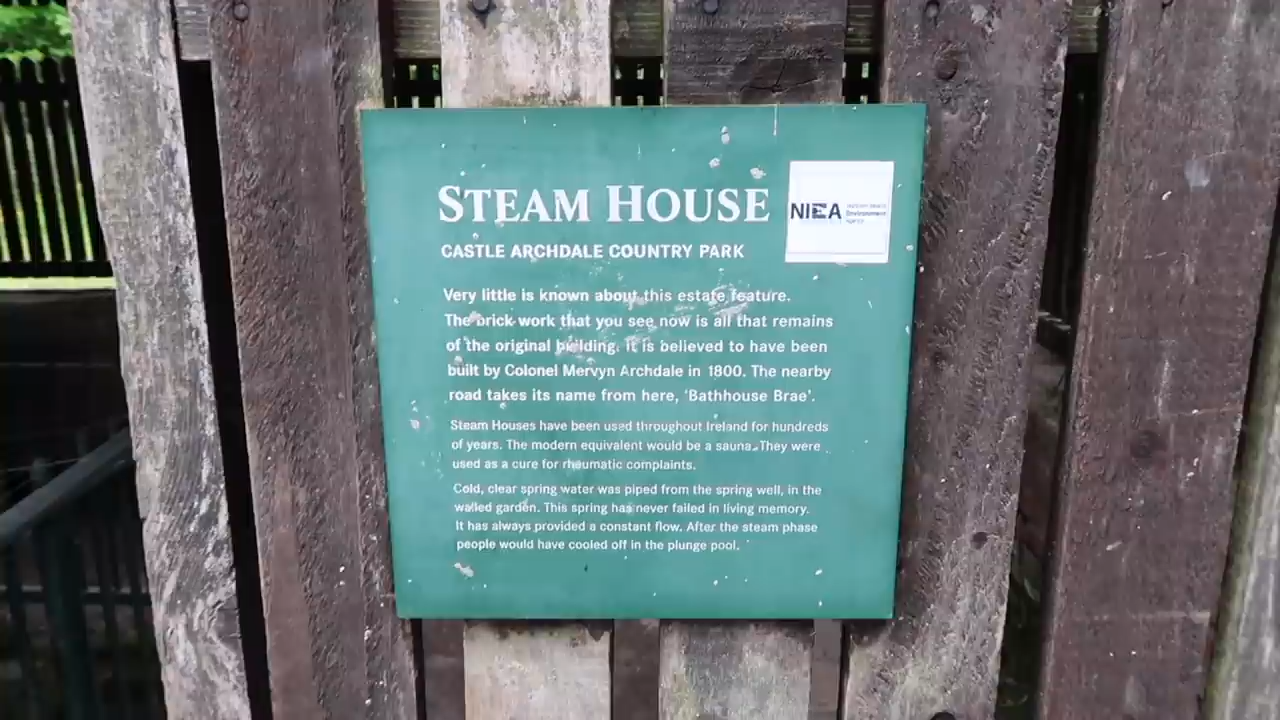 STEAM HOUSE
CASTLE ARCHDALE COUNTRY PARK
NIEA
Environment
Agency
Very little is known about this estate feature.
The brick work that you see now is all that remains
of the original building. It is believed to have been
built by Colonel Mervyn Archdale in 1800. The nearby
road takes its name from here, 'Bathhouse Brae'.
Steam Houses have been used throughout Ireland for hundreds
of years. The modern equivalent would be a sauna. They were
used as a cure for rheumatic complaints.
Cold, clear spring water was piped from the spring well, in the
walled garden. This spring has never failed in living memory.
It has always provided a constant flow. After the steam phase
people would have cooled off in the plunge pool.